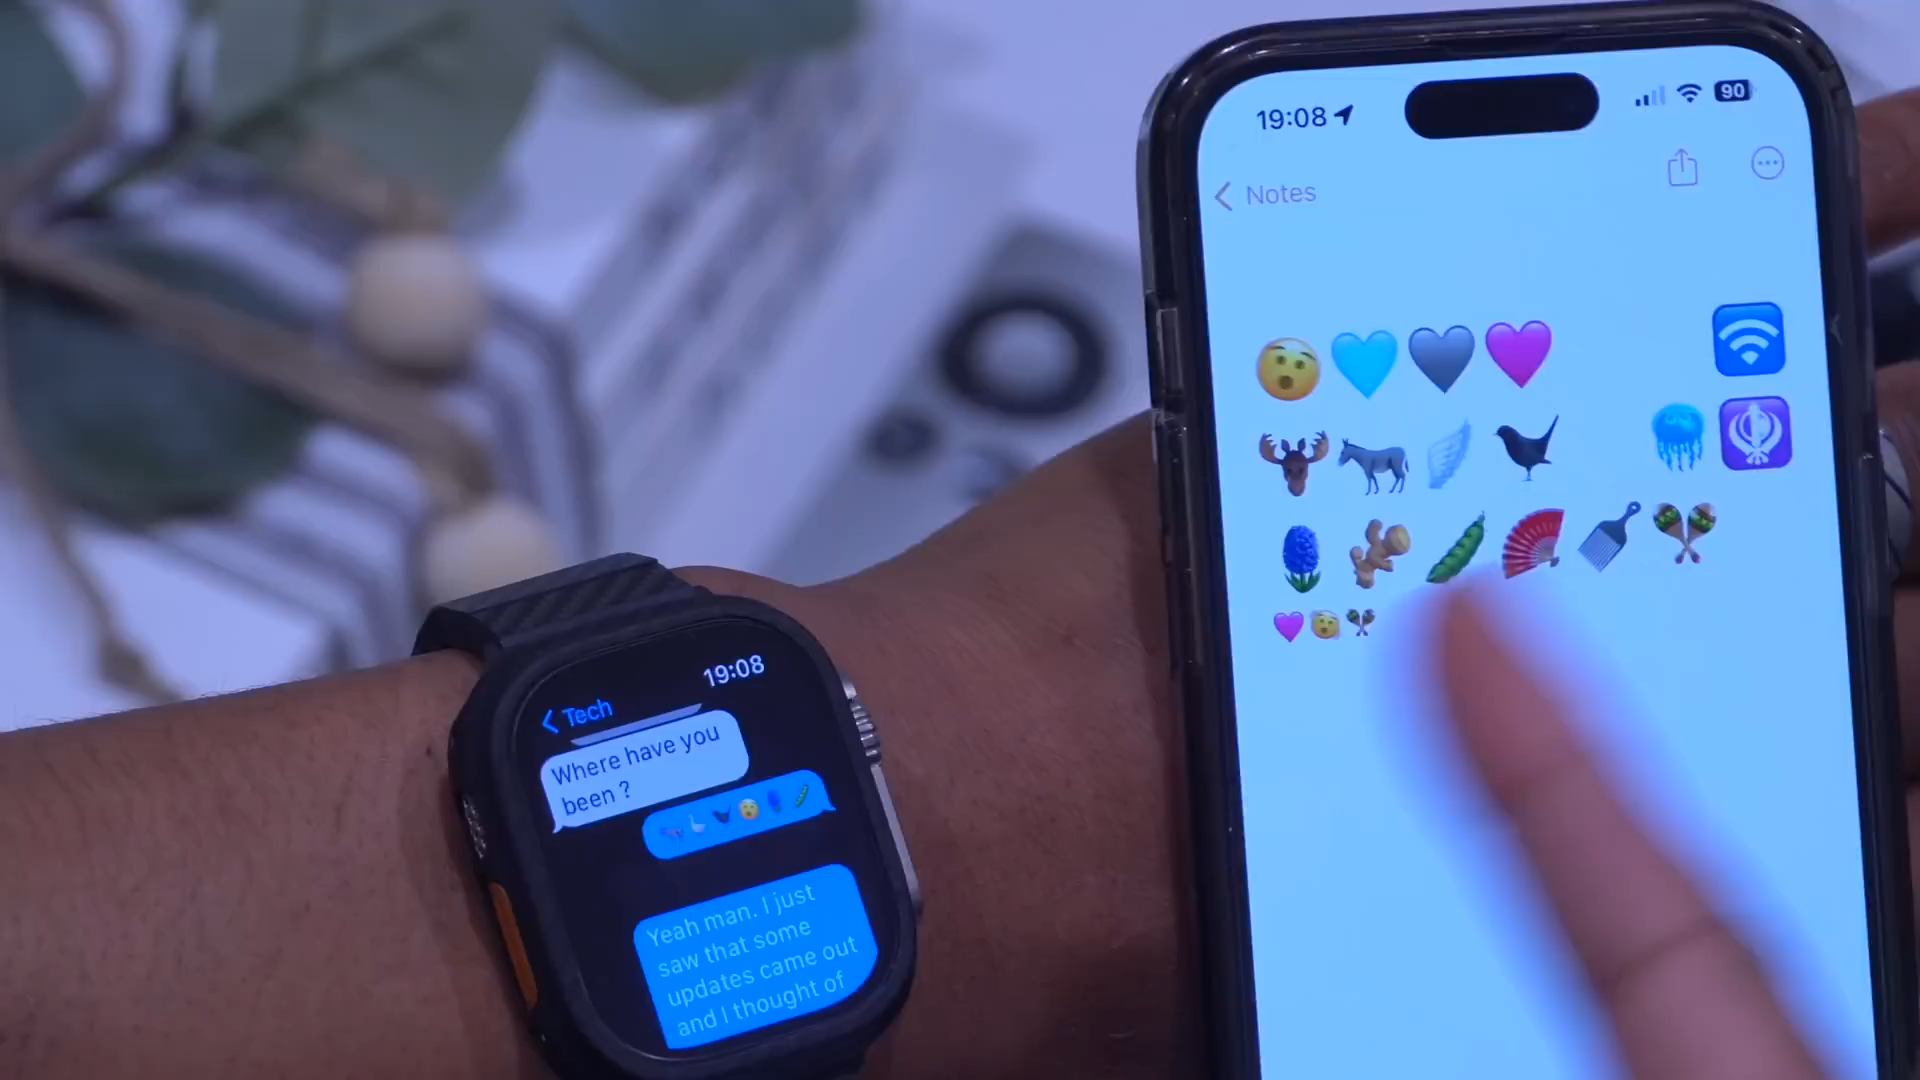 19:08
90
Notes
19:08
Tech
Where have you
been ?
Yeah man. I just
saw that some
updates came out
and I thought of